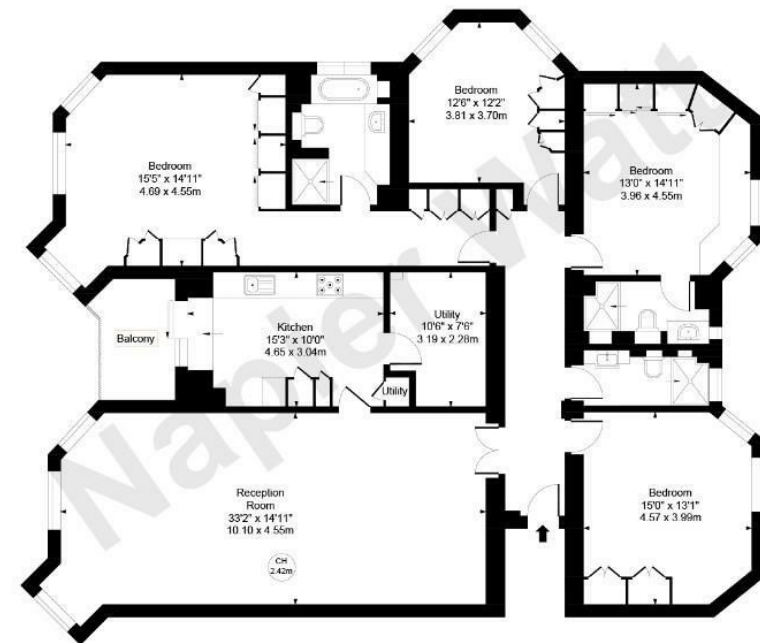 Bedroom
12'6" x 12'2"
3.81 x 3.70m
Bedroom
15'5" x 14'11"
4.69 x 4.55m
Bedroom
13'0" x 14'11"
3.96 x 4.55m
Balcony
Kitchen
15'3" x 10'0"
4.65 x 3.04m
Utility
10'6" x 7'6"
3.19 x 2.28m
Utility
Reception
Room
33'2" x 14'11"
10.10 x 4.55m
CH
2.42m
Bedroom
15'0" x 13'1"
4.57 x 3.99m
Napier Watt